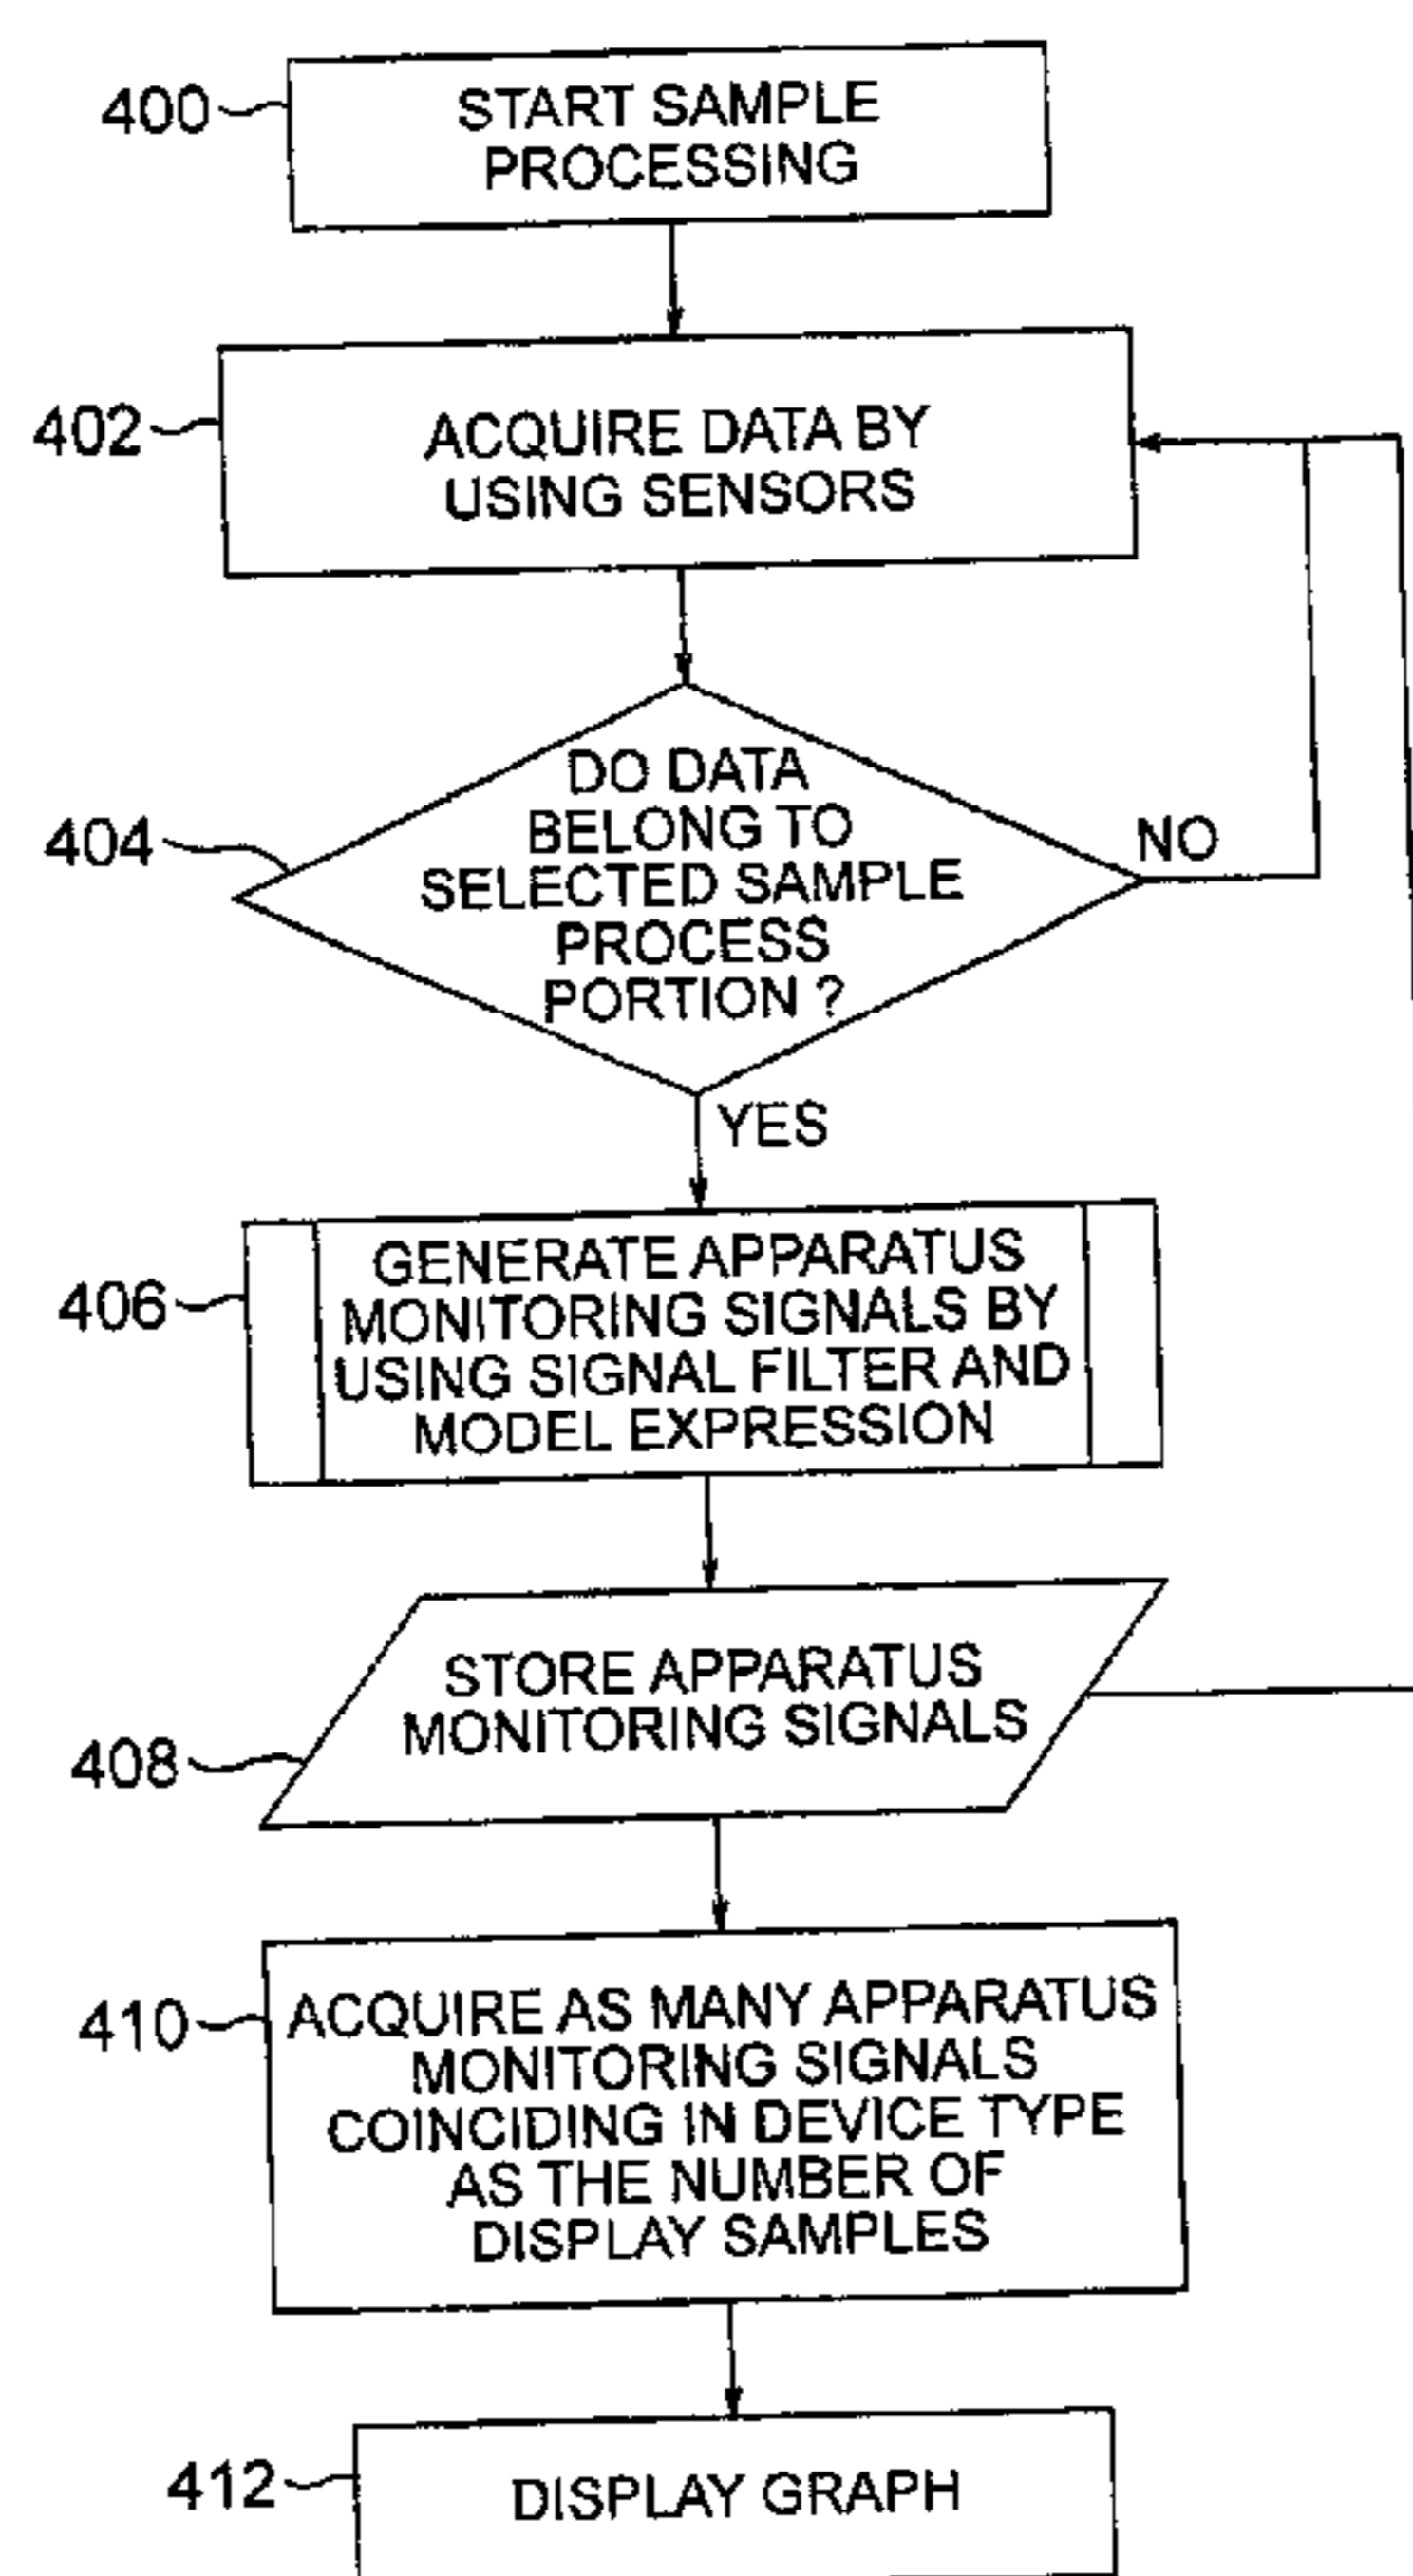 400
START SAMPLE
PROCESSING
402
ACQUIRE DATA BY
USING SENSORS
404
DO DATA
BELONG TO
SELECTED SAMPLE
PROCESS
PORTION ?
NO
YES
406
GENERATE APPARATUS
MONITORING SIGNALS BY
USING SIGNAL FILTER AND
MODEL EXPRESSION
408
STORE APPARATUS
MONITORING SIGNALS
410
ACQUIRE AS MANY APPARATUS
MONITORING SIGNALS
COINCIDING IN DEVICE TYPE
AS THE NUMBER OF
DISPLAY SAMPLES
412
DISPLAY GRAPH